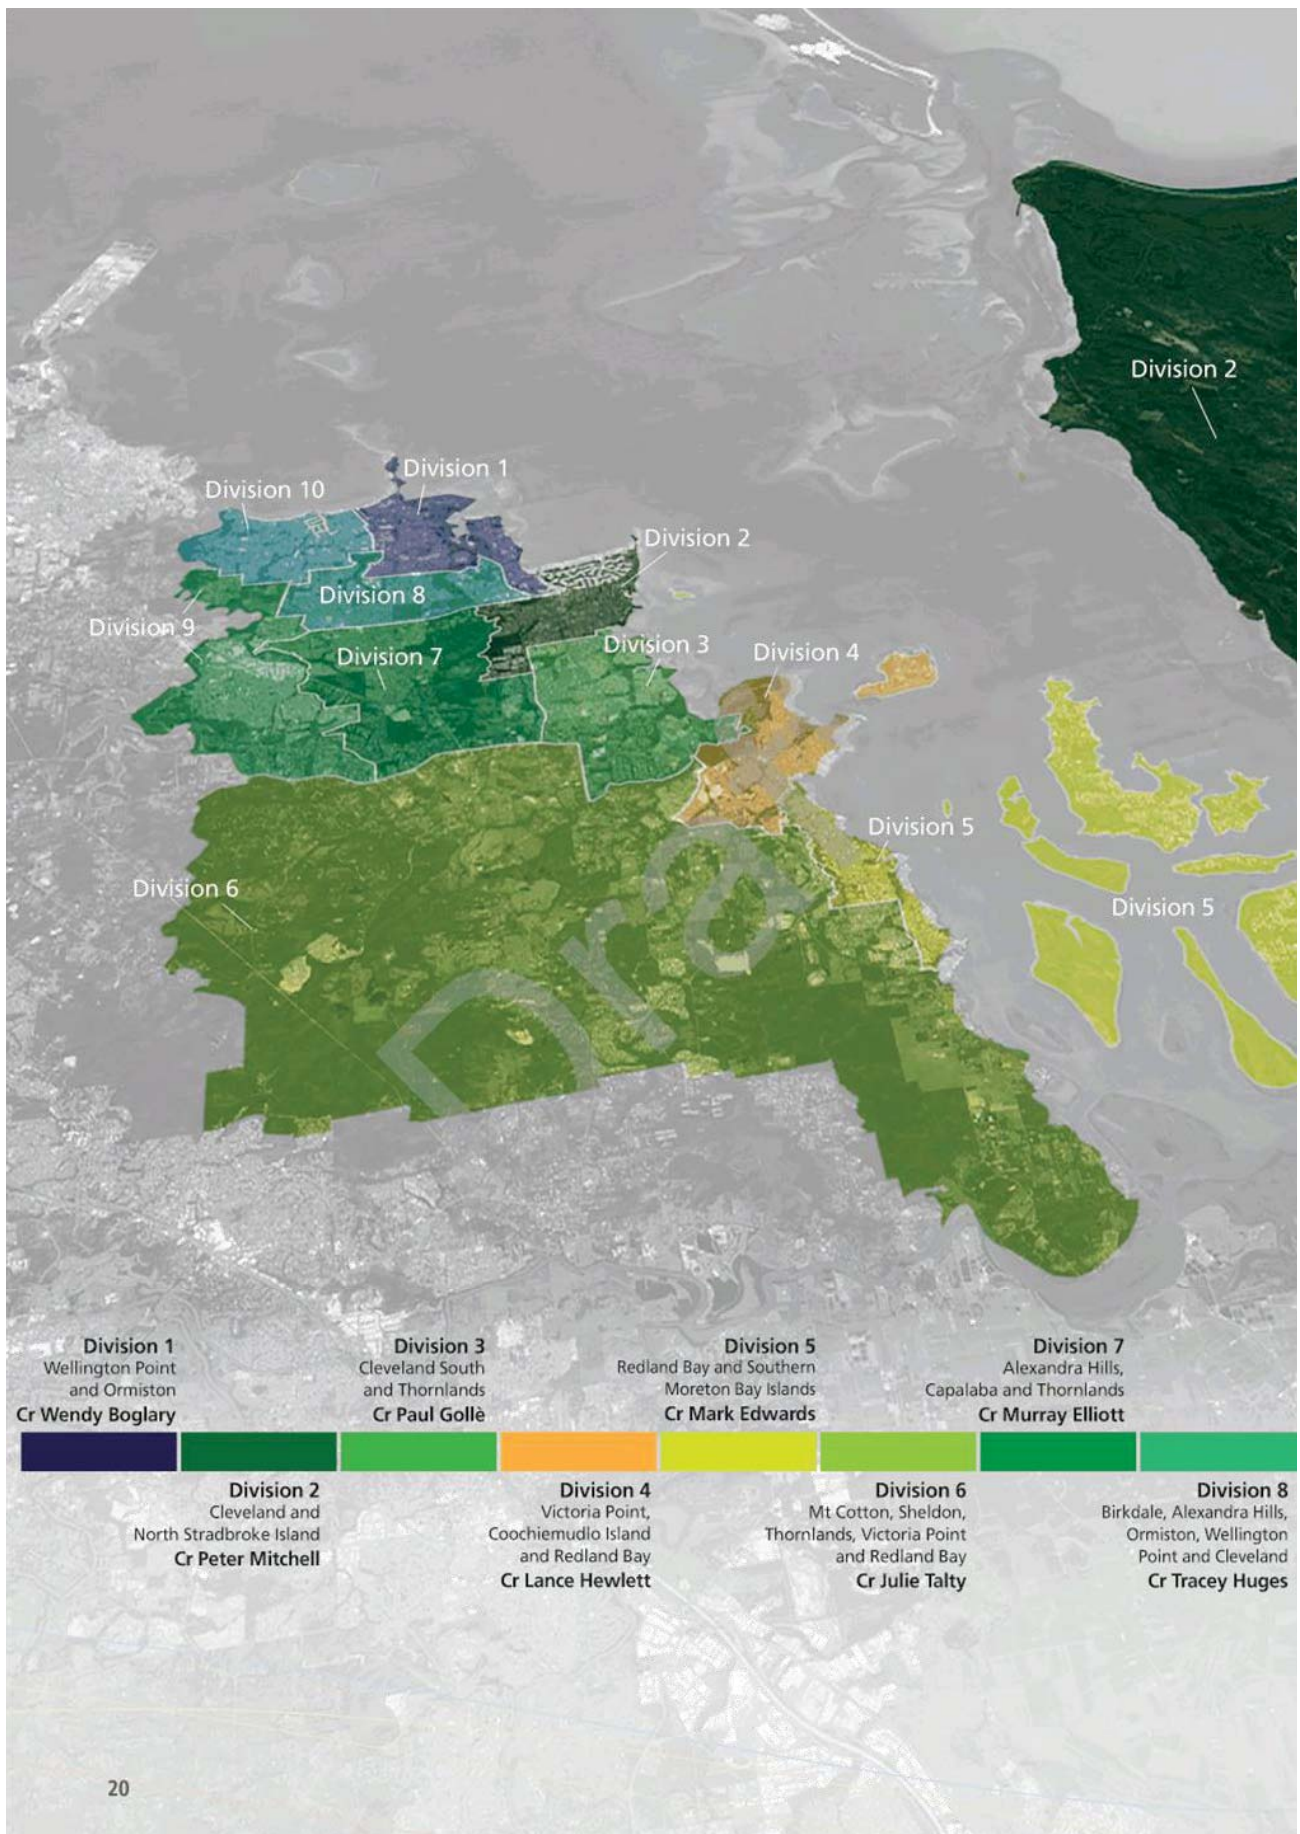 Division 2
Division 1
Division 10
Division 2
Division 8
Division 9
Division 3
Division 4
Division 7
Division 5
Division 6
Division 5
Draf
Division 1
Wellington Point
and Ormiston
Cr Wendy Boglary
Division 3
Cleveland South
and Thornlands
Cr Paul Gollè
Division 5
Redland Bay and Southern
Moreton Bay Islands
Cr Mark Edwards
Division 7
Alexandra Hills,
Capalaba and Thornlands
Cr Murray Elliott
Division 2
Cleveland and
North Stradbroke Island
Cr Peter Mitchell
Division 4
Victoria Point,
Coochiemudlo Island
and Redland Bay
Cr Lance Hewlett
Division 6
Mt Cotton, Sheldon,
Thornlands, Victoria Point
and Redland Bay
Cr Julie Talty
Division 8
Birkdale, Alexandra Hills,
Ormiston, Wellington
Point and Cleveland
Cr Tracey Huges
20